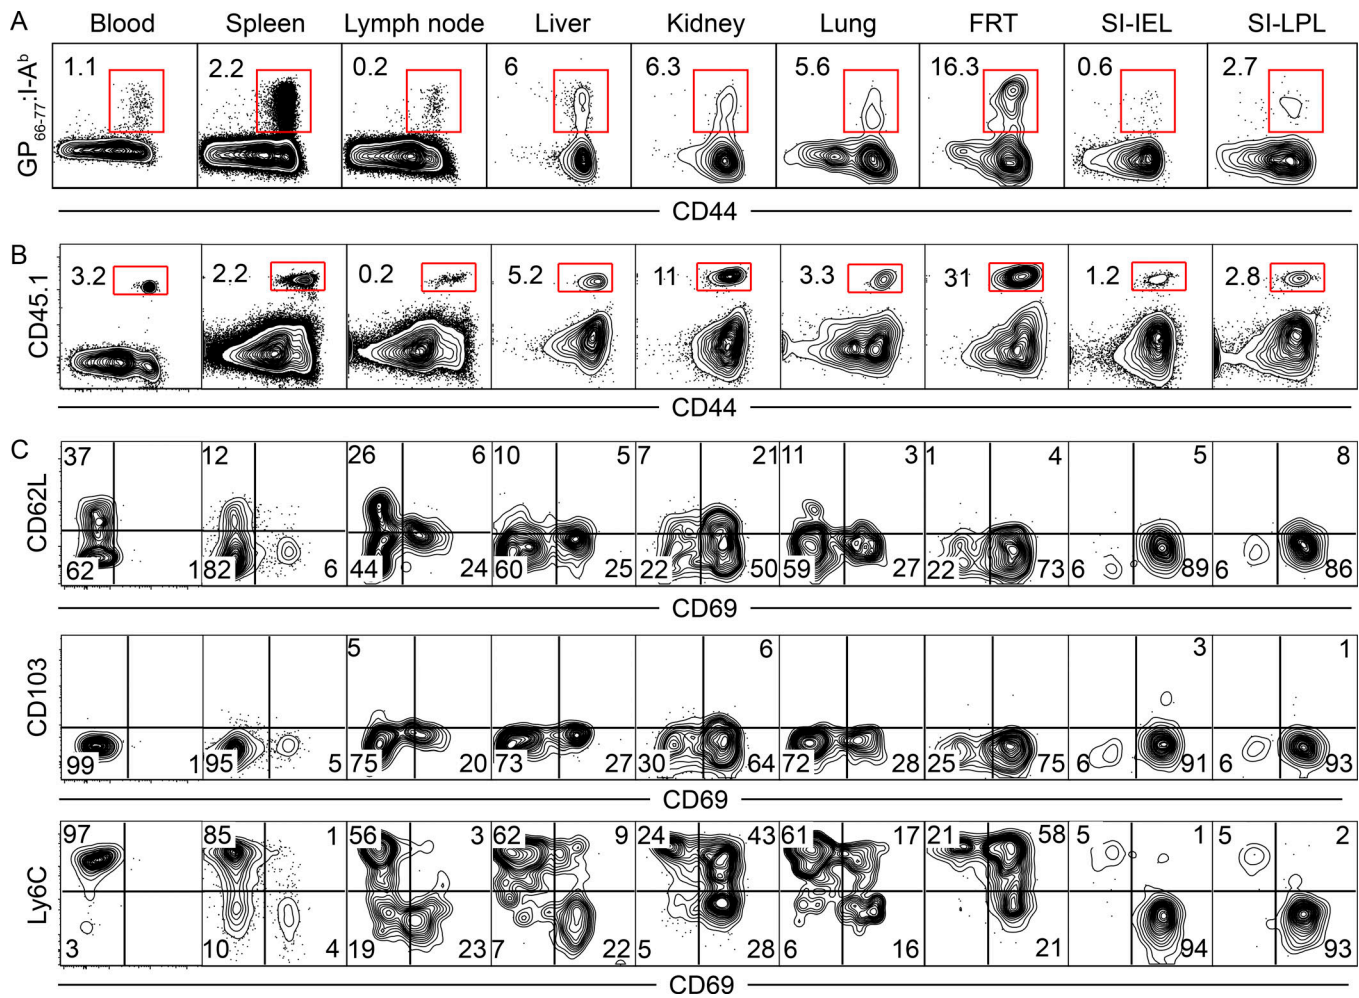 A Blood Spleen Lymph node Liver Kidney Lung FRT SI-IEL SI-LPL
GP66-77::I-Aᵇ
1.1 2.2 0.2 6 6.3 5.6 16.3 0.6 2.7
CD44
B
CD45.1
3.2 2.2 0.2 5.2 11 3.3 31 1.2 2.8
CD44
C
CD62L
37 12 26 6 10 5 7 21 11 3 1 4 5 8
62 1 82 6 44 24 60 25 22 50 59 27 22 73 6 89 6 86
CD69
CD103
5 6 3 1
99 1 95 5 75 20 73 27 30 64 72 28 25 75 6 91 6 93
CD69
Ly6C
97 85 1 56 3 62 9 24 43 61 17 21 58 5 1 5 2
3 10 4 19 23 7 22 5 28 6 16 21 94 93
CD69